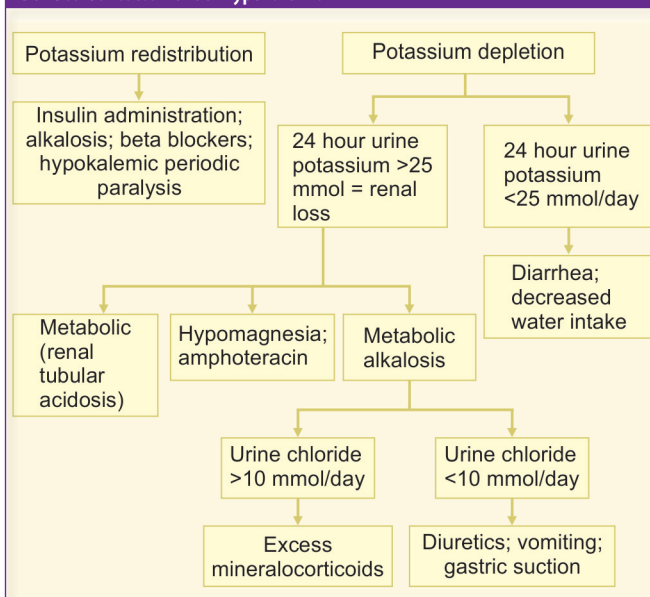 Potassium redistribution
Potassium depletion
Insulin administration;
alkalosis; beta blockers;
hypokalemic periodic
paralysis
24 hour urine
potassium >25
mmol = renal
loss
24 hour urine
potassium
<25 mmol/day
Diarrhea;
decreased
water intake
Metabolic
(renal
tubular
acidosis)
Hypomagnesia;
amphoteracin
Metabolic
alkalosis
Urine chloride
>10 mmol/day
Urine chloride
<10 mmol/day
Excess
mineralocorticoids
Diuretics; vomiting;
gastric suction